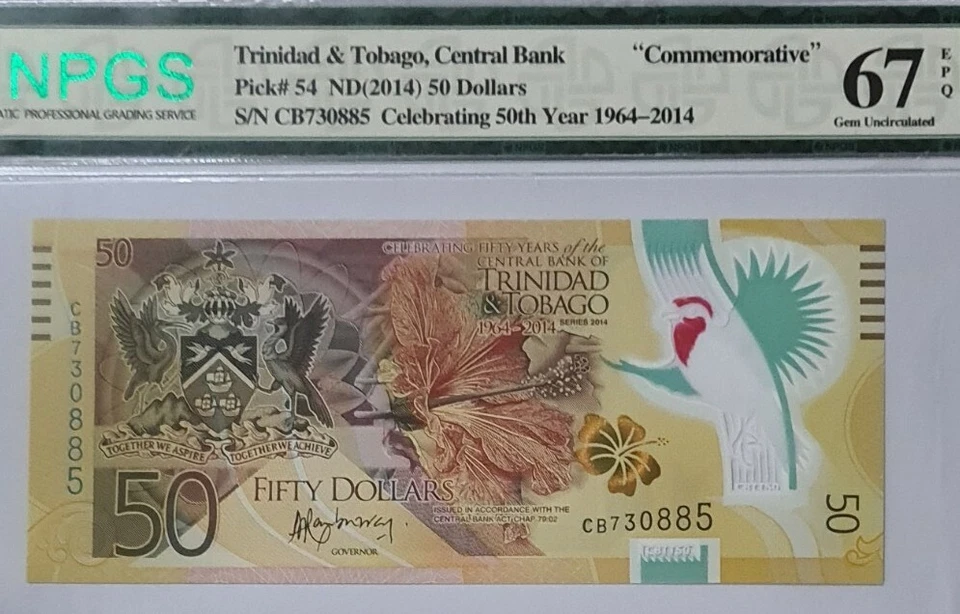 NPGS
ATIC PROFESSIONAL GRADING SERVICE
Trinidad & Tobago, Central Bank "Commemorative"
Pick# 54 ND(2014) 50 Dollars
S/N CB730885 Celebrating 50th Year 1964–2014
67
EPQ
Gem Uncirculated
50
CELEBRATING FIFTY YEARS of the
CENTRAL BANK OF
TRINIDAD
& TOBAGO
1964-2014 SERIES 2014
CB730885
TOGETHER WE ASPIRE TOGETHER WE ACHIEVE
50
FIFTY DOLLARS
ISSUED IN ACCORDANCE WITH THE
CENTRAL BANK ACT CHAP. 79:02
GOVERNOR
CB730885
50